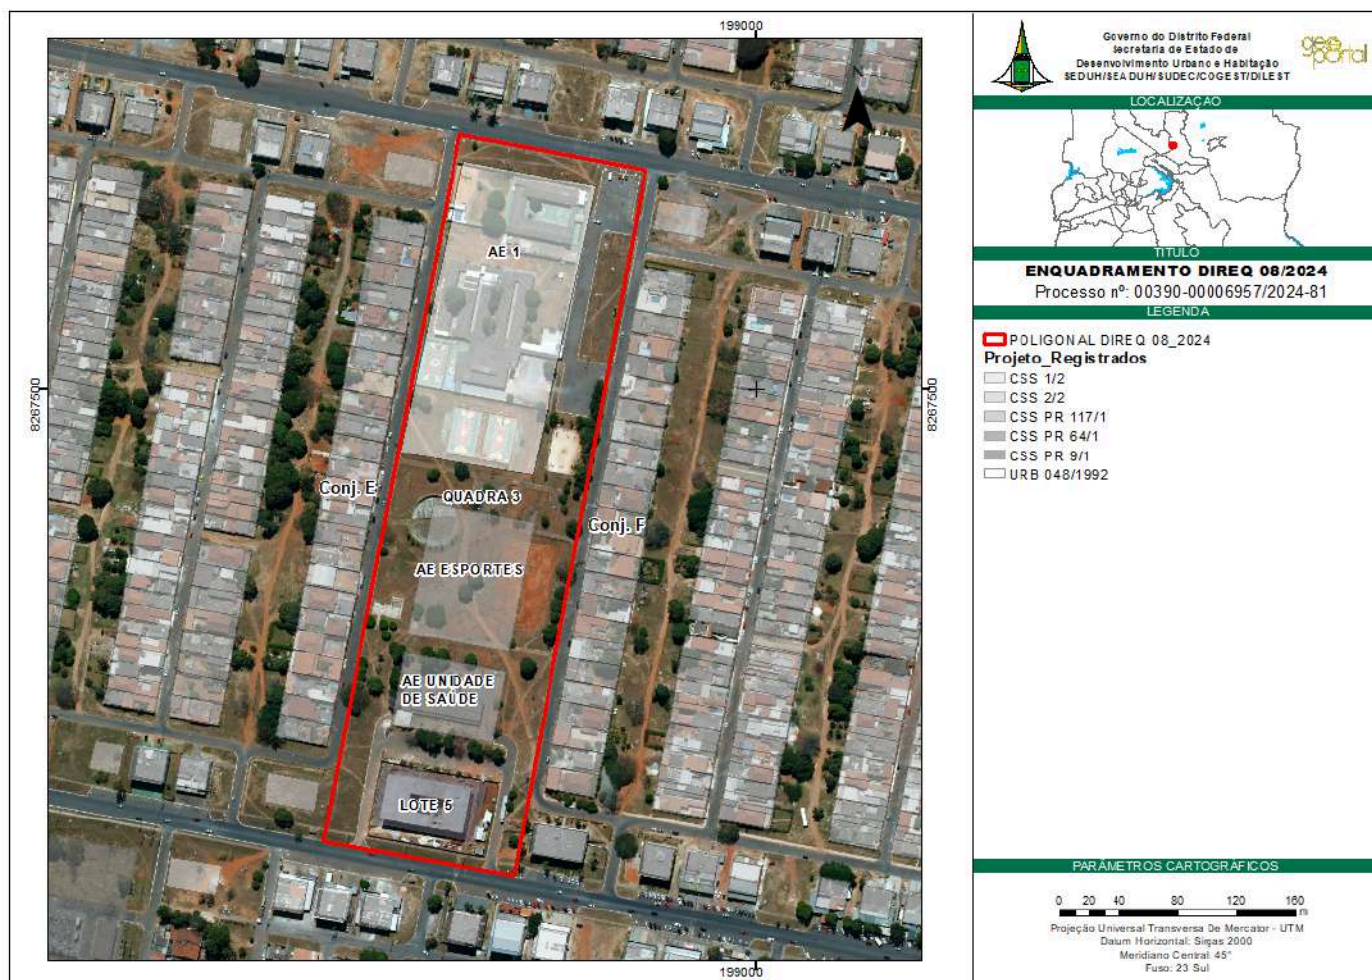 199000
8267500
8267500
199000
AE 1
Conj. E
QUADRA 3
Conj. F
AE ESPORTES
AE UNIDADE
DE SAÚDE
LOTE 5
Governo do Distrito Federal
Secretaria de Estado de
Desenvolvimento Urbano e Habitação
SEDUH/SEADUH/SUDEC/COGEST/DILEST
geo
portal
LOCALIZAÇÃO
TÍTULO
ENQUADRAMENTO DIREQ 08/2024
Processo nº: 00390-00006957/2024-81
LEGENDA
POLIGONAL DIREQ 08_2024
Projeto_Registrados
CSS 1/2
CSS 2/2
CSS PR 117/1
CSS PR 64/1
CSS PR 9/1
URB 048/1992
PARÂMETROS CARTOGRÁFICOS
0 20 40 80 120 160
m
Projeção Universal Transversa De Mercator - UTM
Datum Horizontal: Sirgas 2000
Meridiano Central: 45°
Fuso: 23 Sul